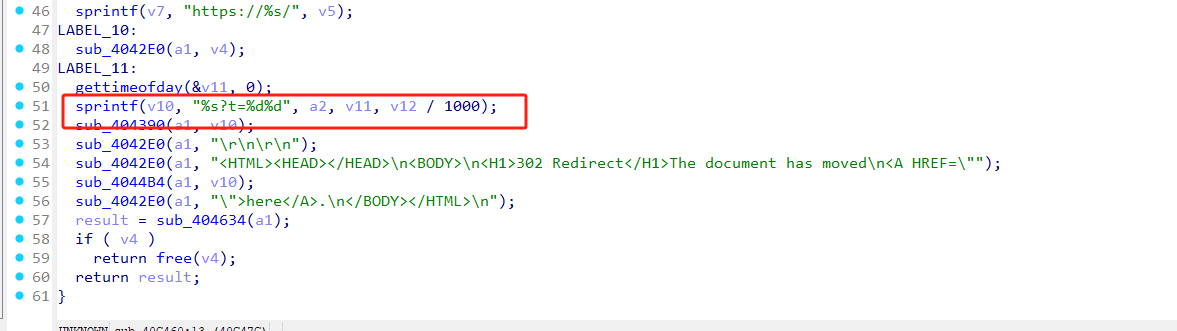 46 sprintf(v7, "https://%s/", v5);
47 LABEL_10:
48 sub_4042E0(a1, v4);
49 LABEL_11:
50 gettimeofday(&v11, 0);
51 sprintf(v10, "%s?t=%d%d", a2, v11, v12 / 1000);
52 sub_404390(a1, v10);
53 sub_4042E0(a1, "\r\n\r\n");
54 sub_4042E0(a1, "<HTML><HEAD></HEAD>\n<BODY>\n<H1>302 Redirect</H1>The document has moved\n<A HREF=\"");
55 sub_4044B4(a1, v10);
56 sub_4042E0(a1, "\">here</A>.\n</BODY></HTML>\n");
57 result = sub_404634(a1);
58 if ( v4 )
59 return free(v4);
60 return result;
61 }